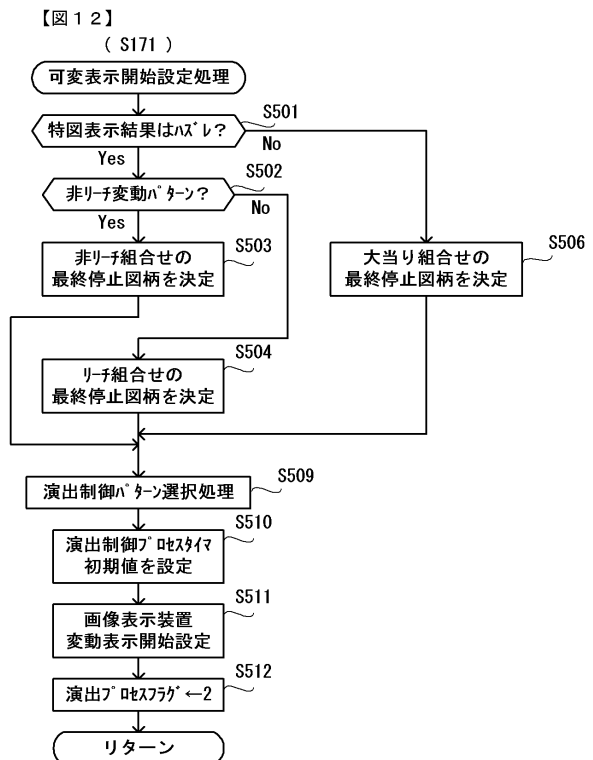 【図１２】
( S171 )
可変表示開始設定処理
特図表示結果はﾊｽﾞﾚ？
S501
No
Yes
非ﾘｰﾁ変動ﾊﾟﾀｰﾝ？
S502
No
Yes
非ﾘｰﾁ組合せの
最終停止図柄を決定
S503
大当り組合せの
最終停止図柄を決定
S506
ﾘｰﾁ組合せの
最終停止図柄を決定
S504
演出制御ﾊﾟﾀｰﾝ選択処理
S509
演出制御ﾌﾟﾛｾｽﾀｲﾏ
初期値を設定
S510
画像表示装置
変動表示開始設定
S511
演出ﾌﾟﾛｾｽﾌﾗｸﾞ←2
S512
リターン